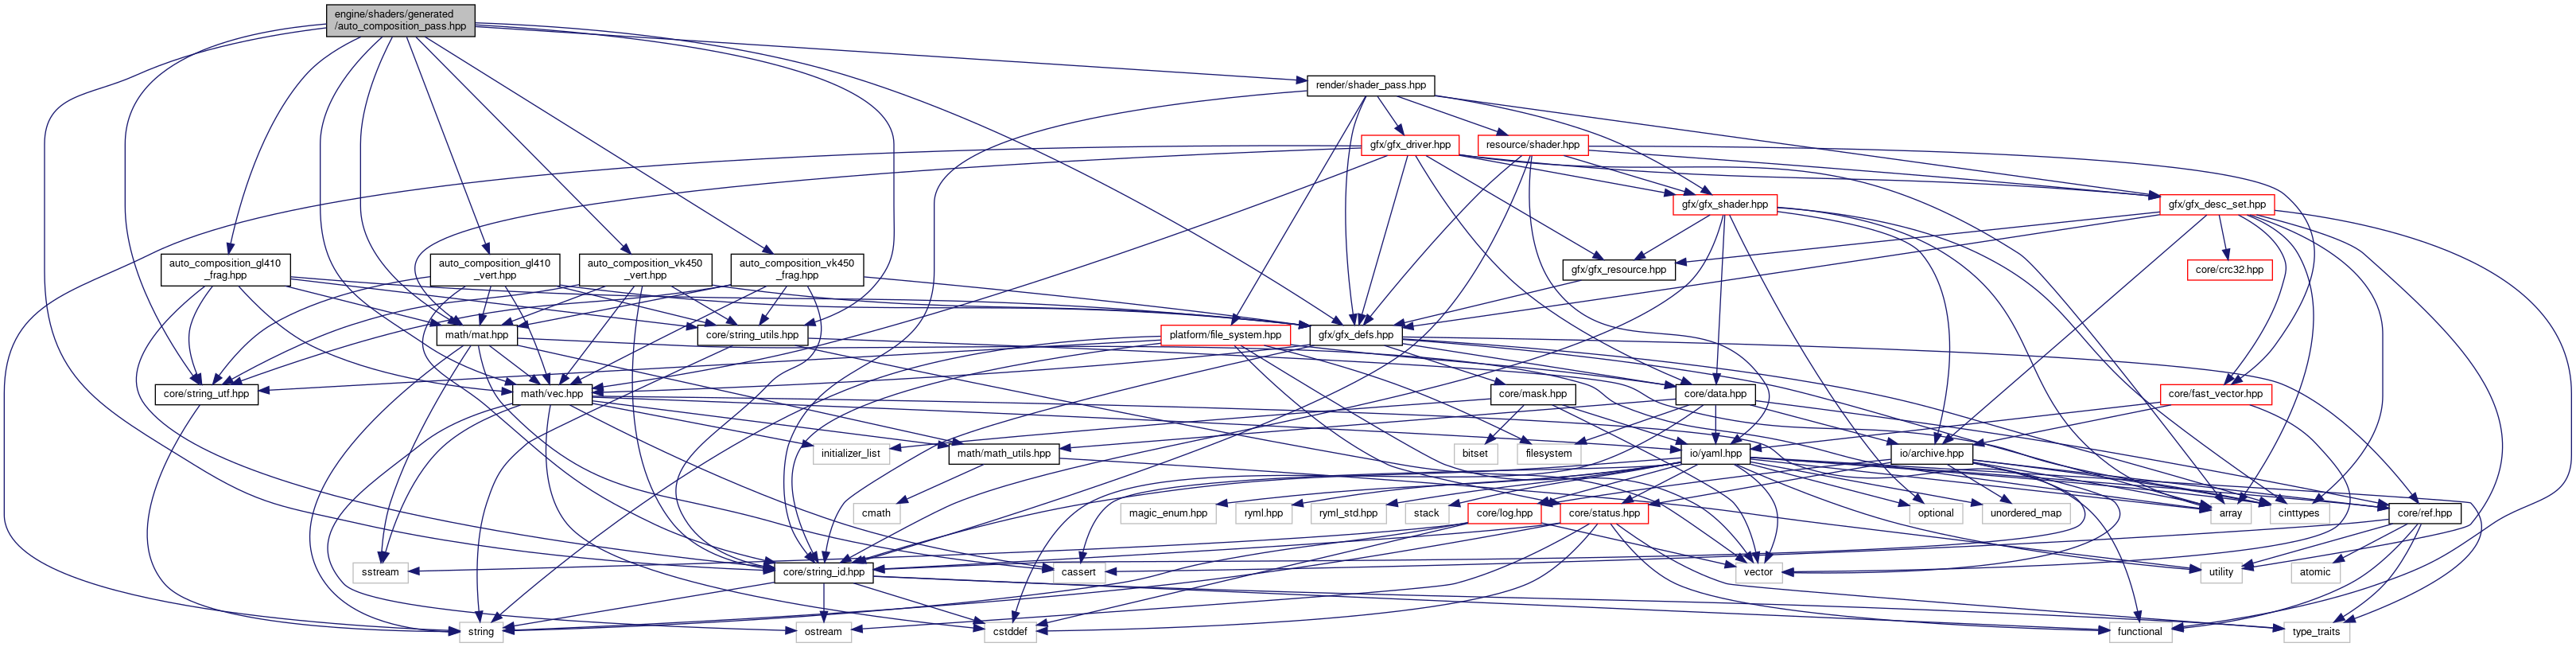 engine/shaders/generated
/auto_composition_pass.hpp
render/shader_pass.hpp
gfx/gfx_driver.hpp
resource/shader.hpp
gfx/gfx_shader.hpp
gfx/gfx_desc_set.hpp
auto_composition_gl410
_frag.hpp
auto_composition_gl410
_vert.hpp
auto_composition_vk450
_vert.hpp
auto_composition_vk450
_frag.hpp
gfx/gfx_resource.hpp
core/crc32.hpp
math/mat.hpp
core/string_utils.hpp
platform/file_system.hpp
gfx/gfx_defs.hpp
core/string_utf.hpp
math/vec.hpp
core/mask.hpp
core/data.hpp
core/fast_vector.hpp
initializer_list
math/math_utils.hpp
bitset
filesystem
io/yaml.hpp
io/archive.hpp
cmath
magic_enum.hpp
ryml.hpp
ryml_std.hpp
stack
core/log.hpp
core/status.hpp
optional
unordered_map
array
cinttypes
core/ref.hpp
sstream
core/string_id.hpp
cassert
vector
utility
atomic
string
ostream
cstddef
functional
type_traits